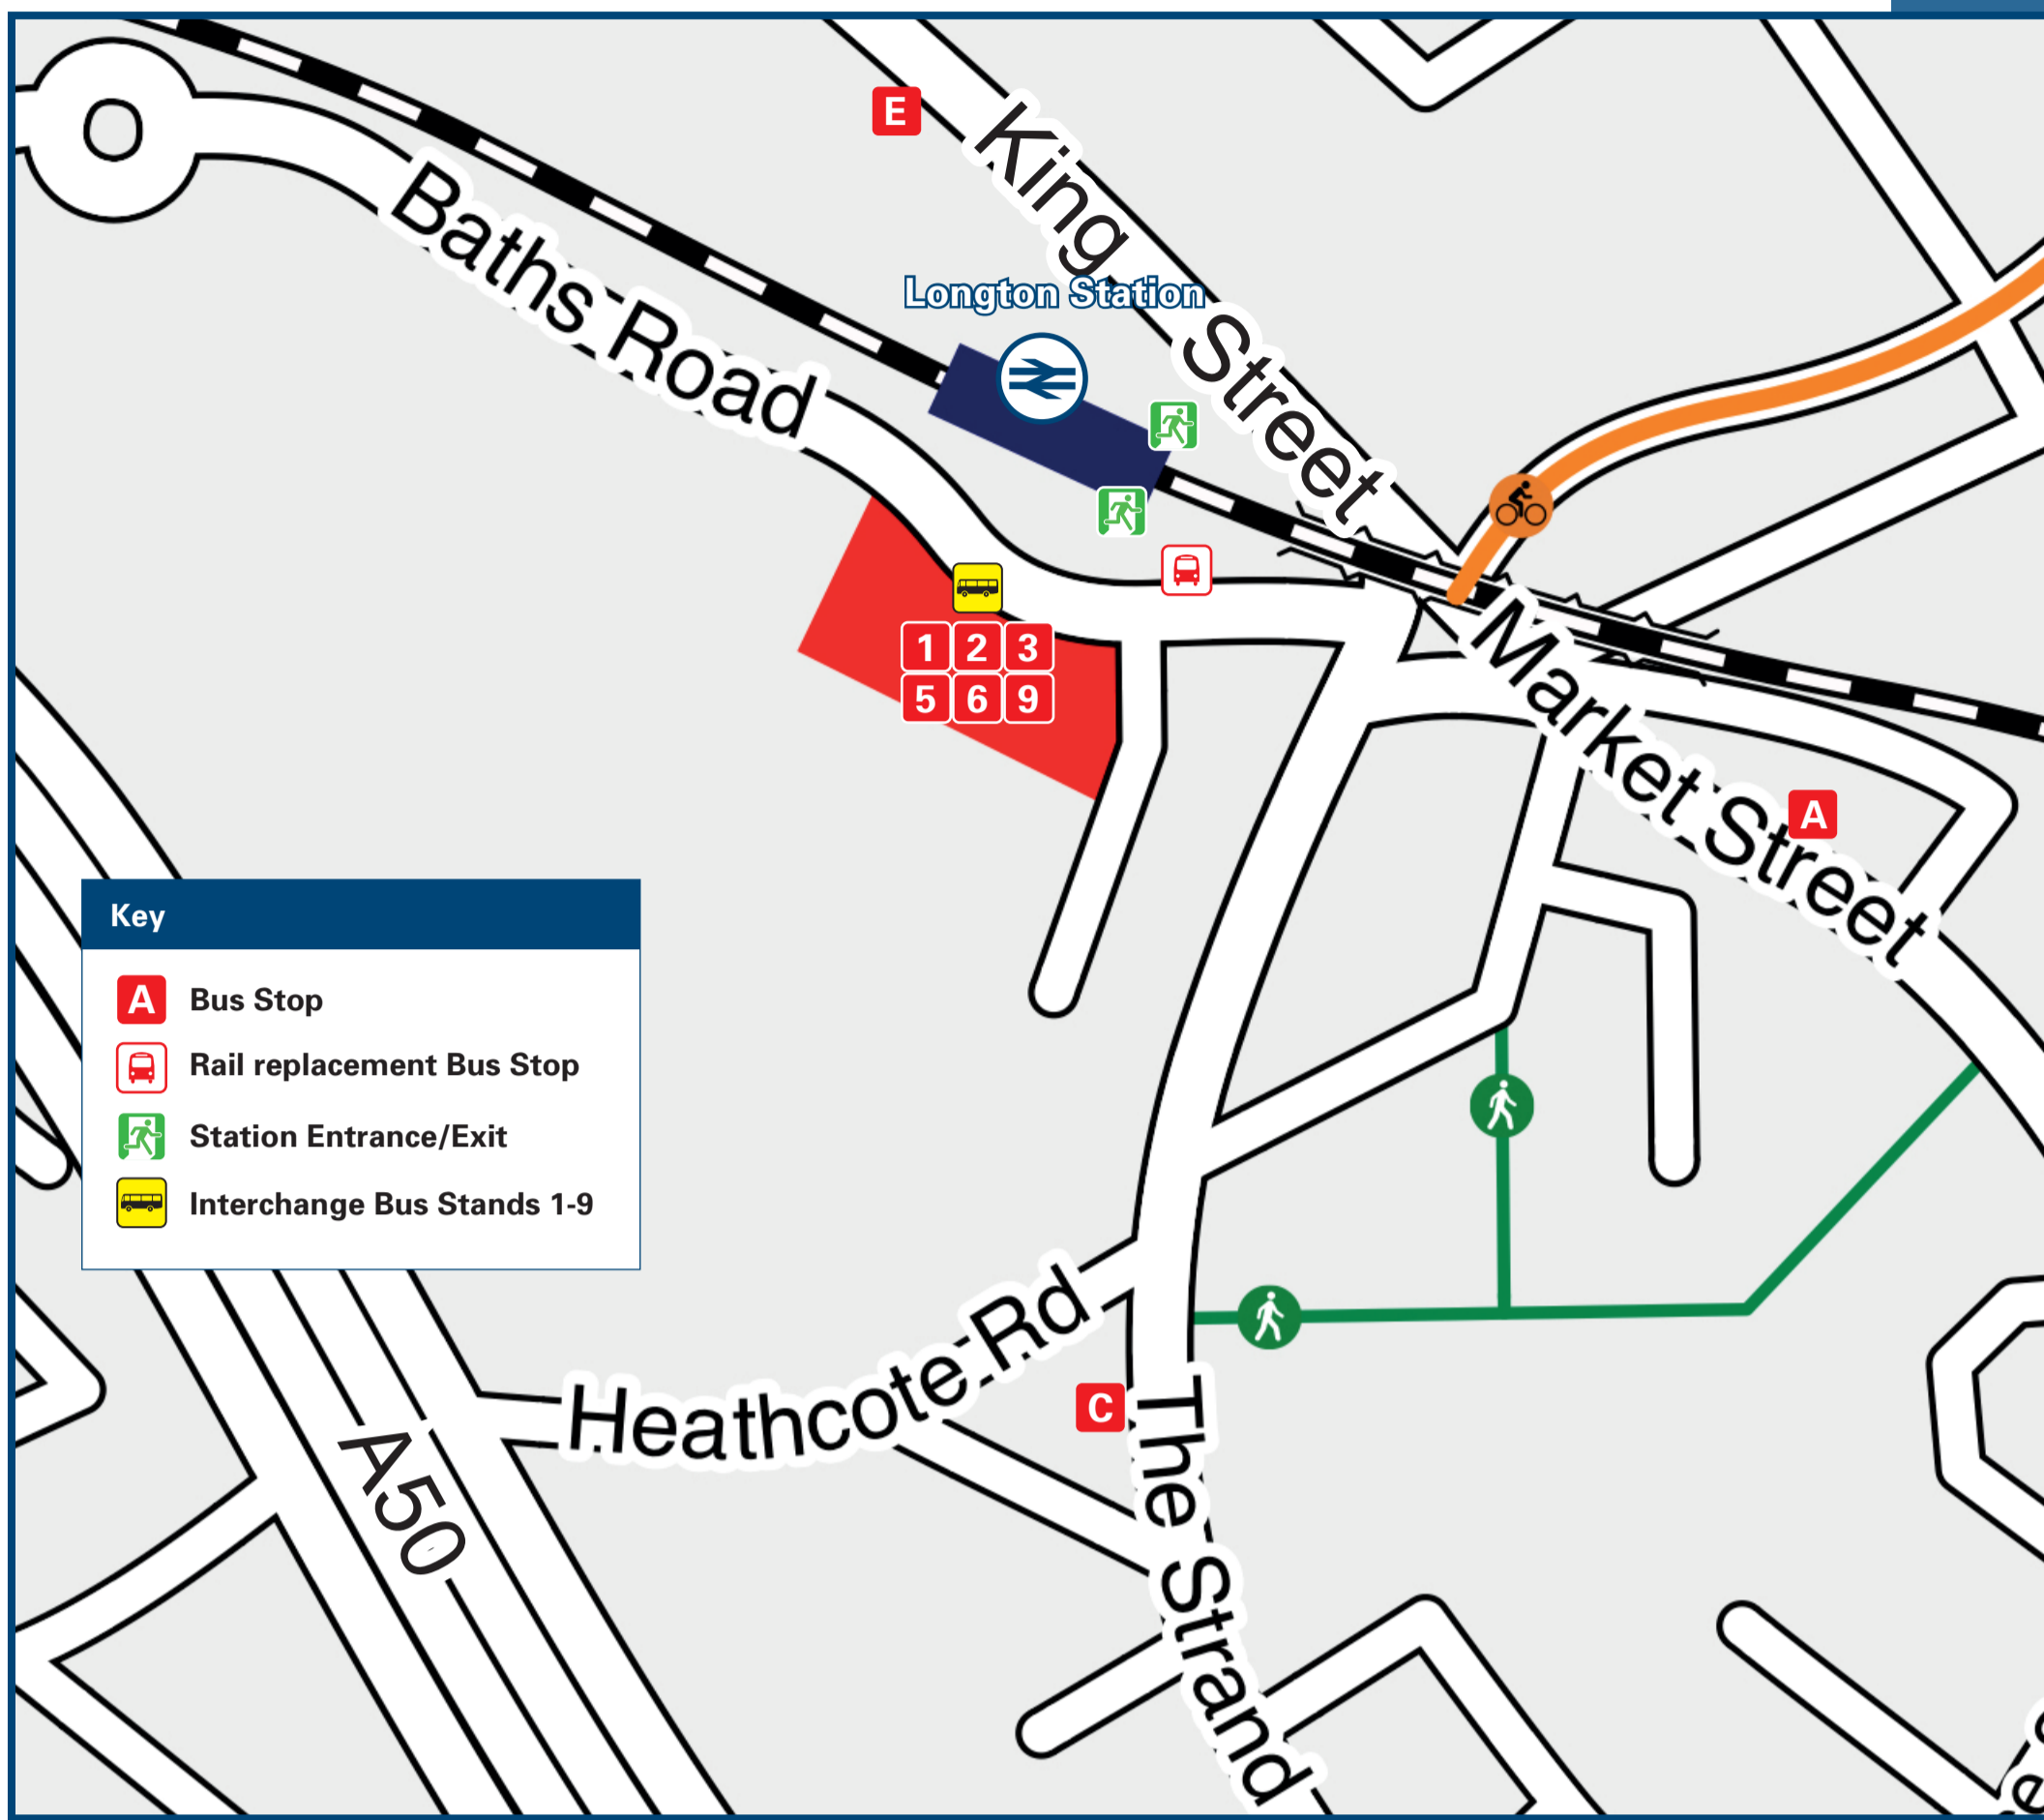 E
King Street
Baths Road
Longton Station
1 2 3
5 6 9
Market Street
A
Key
A Bus Stop
Rail replacement Bus Stop
Station Entrance/Exit
Interchange Bus Stands 1-9
Heathcote Rd
C
The Strand
A50